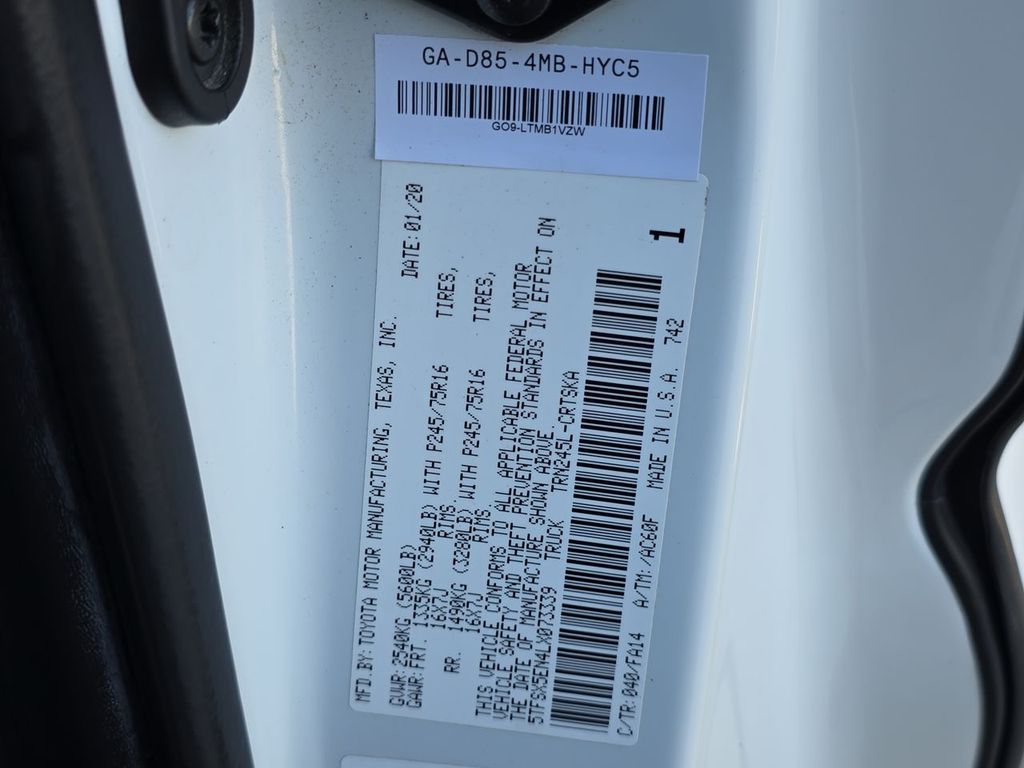 GA-D85-4MB-HYC5
GO9-LTMB1VZW
MFD.BY: TOYOTA MOTOR MANUFACTURING, TEXAS, INC. DATE:01/20
GVWR:2540KG (5600LB)
GAWR:FRT. 1335KG (2940LB) WITH P245/75R16 TIRES,
16X7J RIMS,
RR. 1490KG (3280LB) WITH P245/75R16 TIRES,
16X7J RIMS
THIS VEHICLE CONFORMS TO ALL APPLICABLE FEDERAL MOTOR
VEHICLE SAFETY AND THEFT PREVENTION STANDARDS IN EFFECT ON
THE DATE OF MANUFACTURE SHOWN ABOVE.
5TFSX5EN4LX073339 TRUCK TRN245L-CRTSKA
1
C/TR:040/FA14 A/TM:/AC60F MADE IN U.S.A. 742